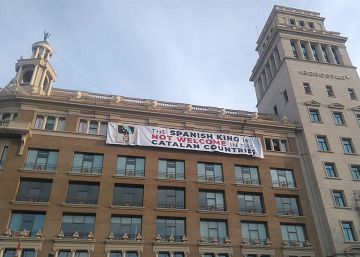 THE SPANISH KING IS
NOT WELCOME IN THE
CATALAN COUNTRIES